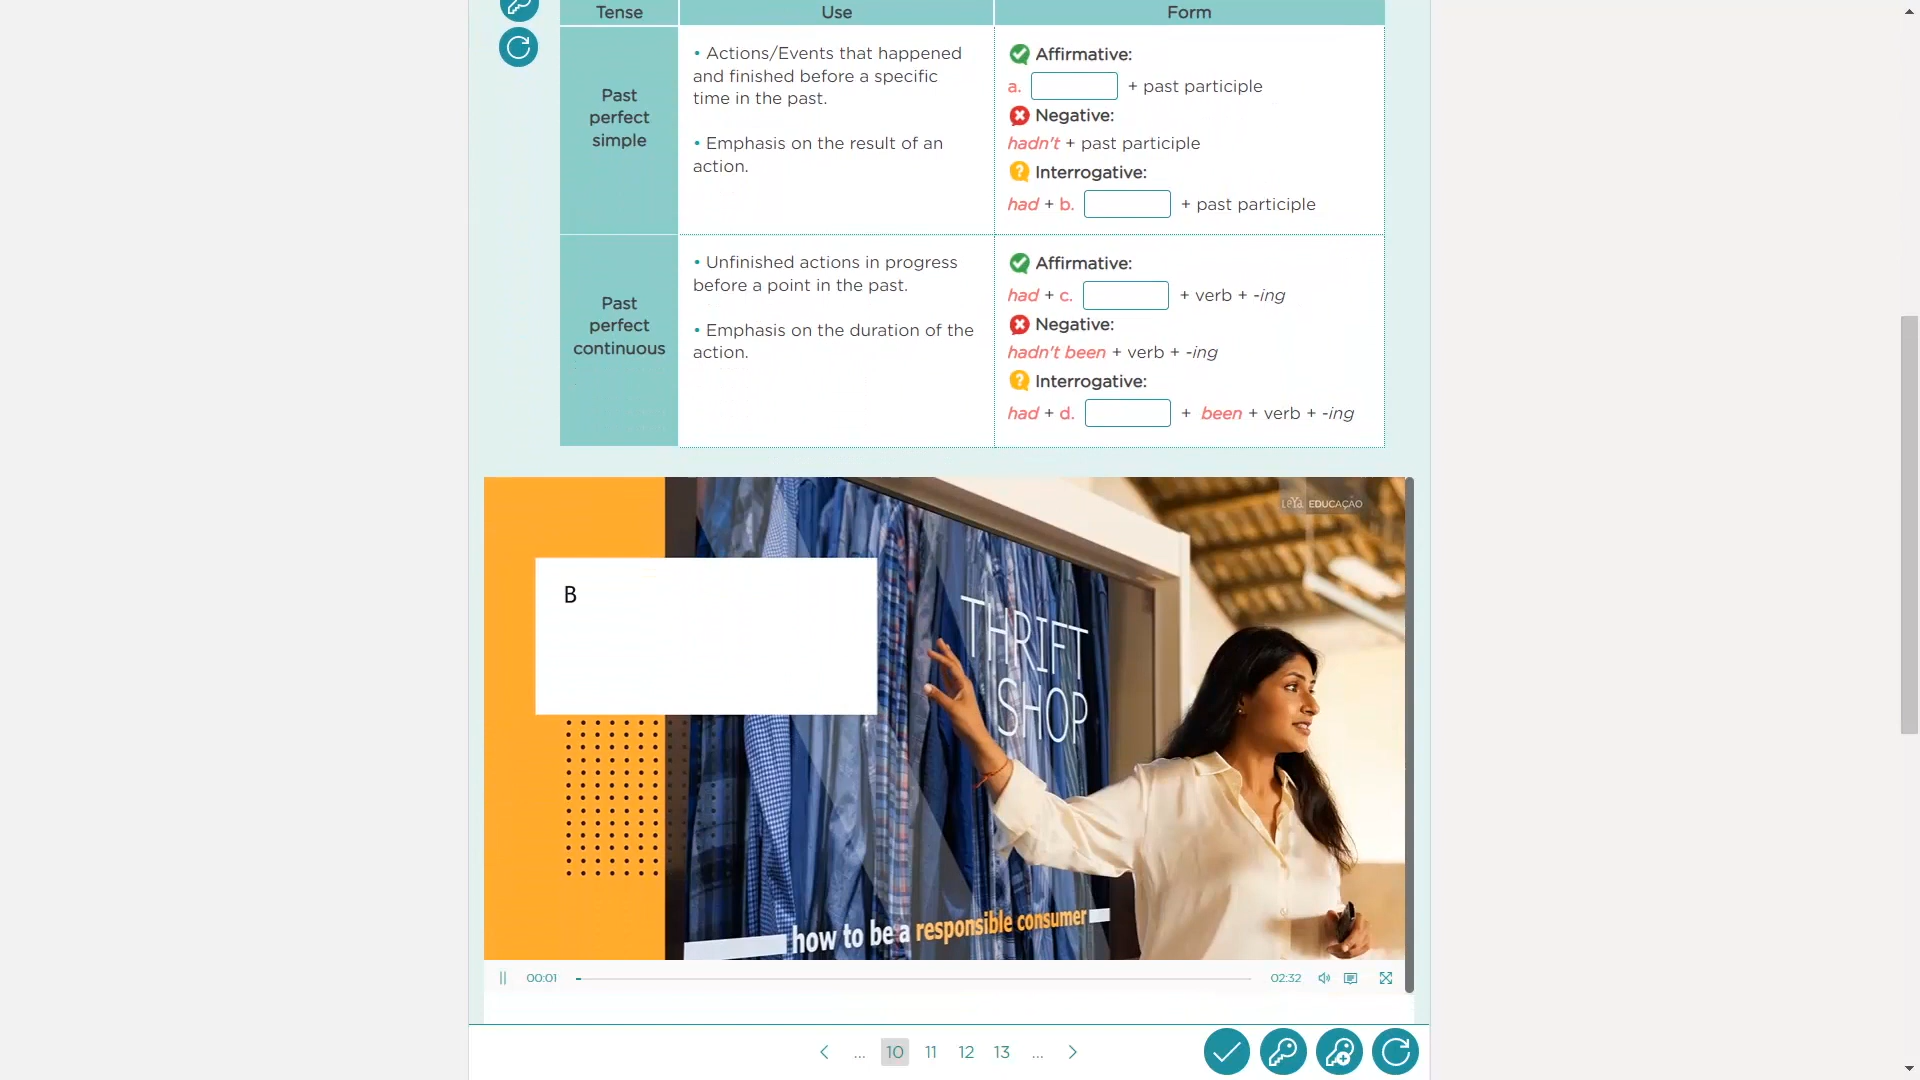 Tense Use Form
Past
perfect
simple
• Actions/Events that happened
and finished before a specific
time in the past.
• Emphasis on the result of an
action.
Affirmative:
a. + past participle
Negative:
hadn't + past participle
Interrogative:
had + b. + past participle
Past
perfect
continuous
• Unfinished actions in progress
before a point in the past.
• Emphasis on the duration of the
action.
Affirmative:
had + c. + verb + -ing
Negative:
hadn't been + verb + -ing
Interrogative:
had + d. + been + verb + -ing
LeYa EDUCAÇÃO
B
THRIFT
SHOP
how to be a responsible consumer
00:01 02:32
... 10 11 12 13 ...